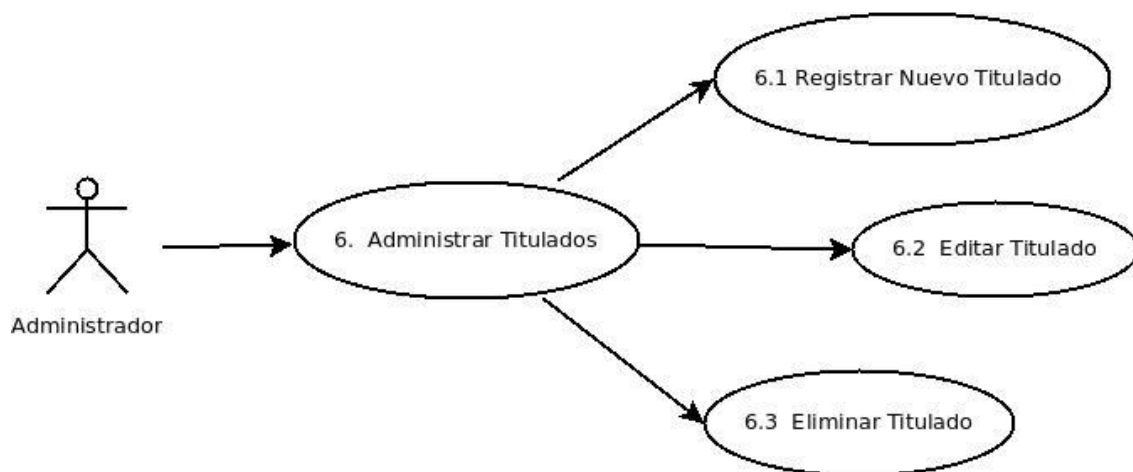 6.1 Registrar Nuevo Titulado
6.  Administrar Titulados
6.2  Editar Titulado
Administrador
6.3  Eliminar Titulado